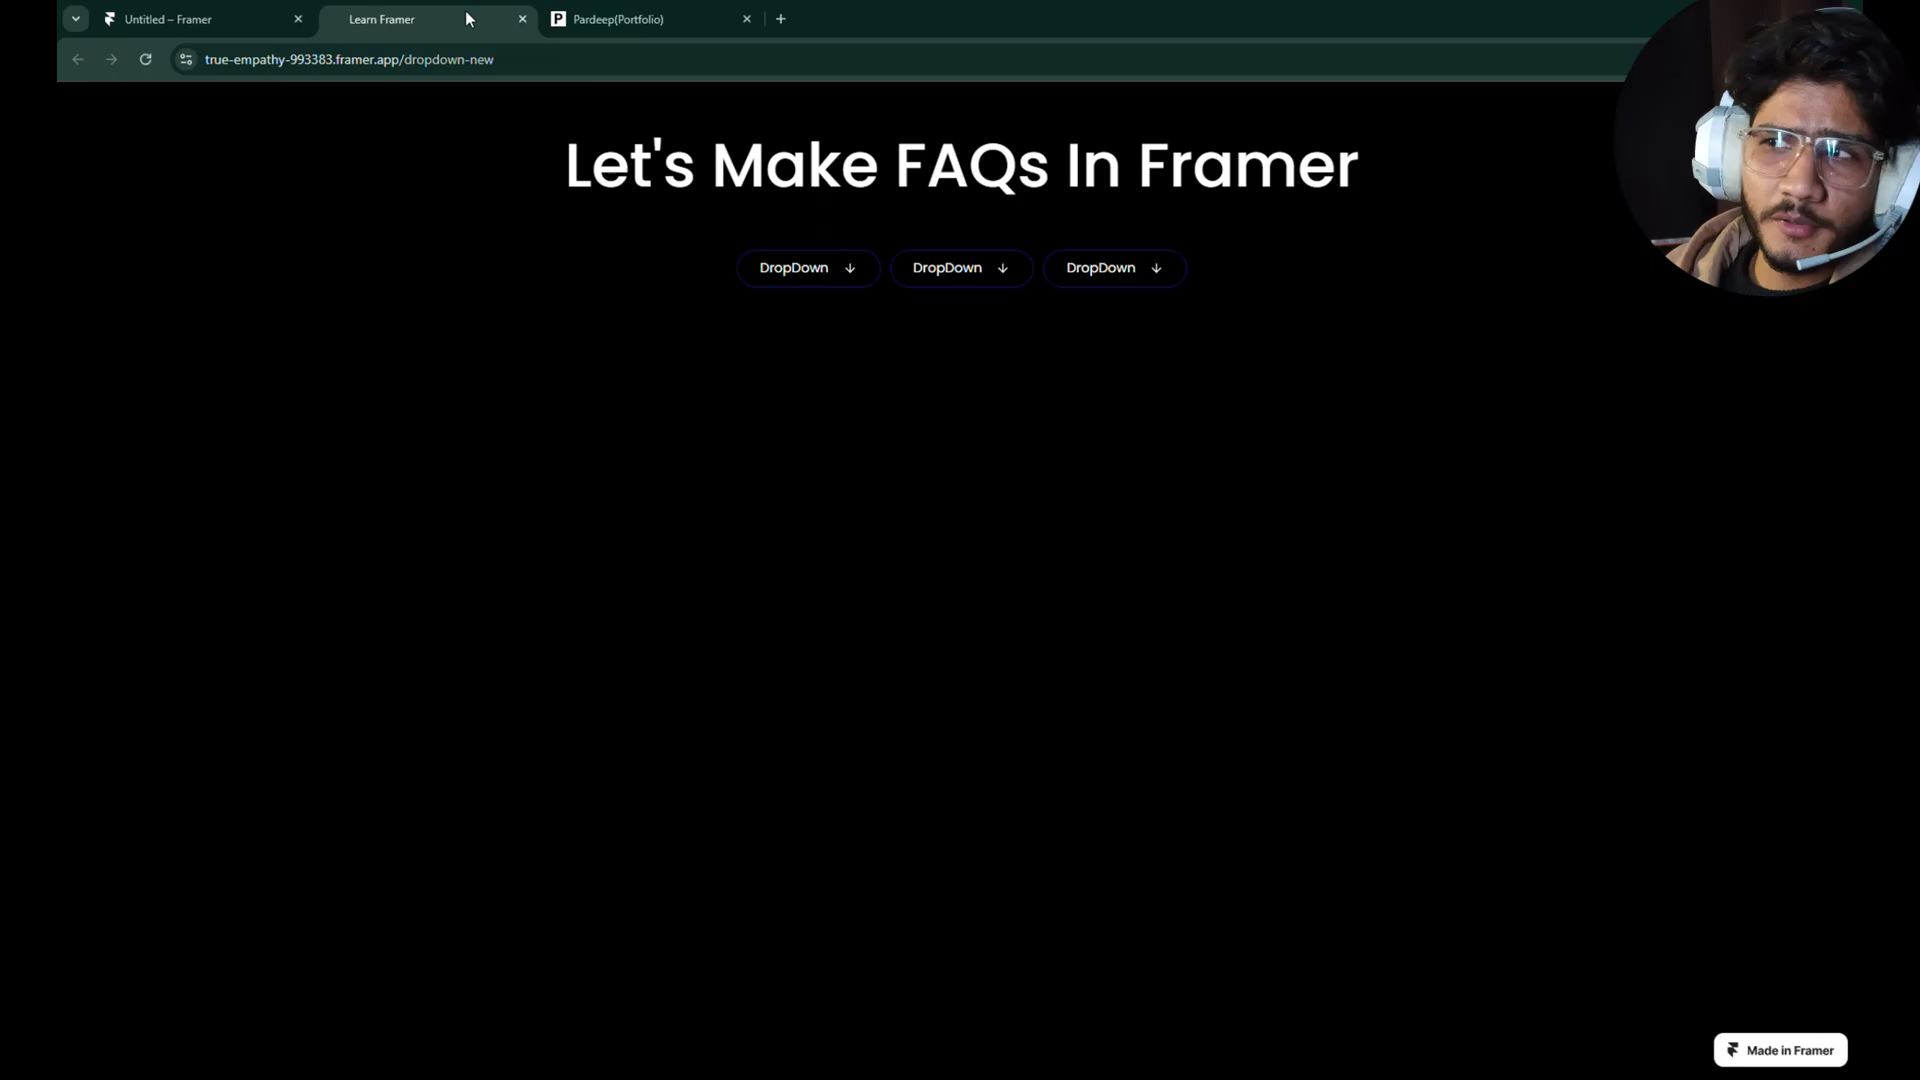 Untitled – Framer
Learn Framer
P Pardeep(Portfolio)
true-empathy-993383.framer.app/dropdown-new
Let's Make FAQs In Framer
DropDown
DropDown
DropDown
Made in Framer